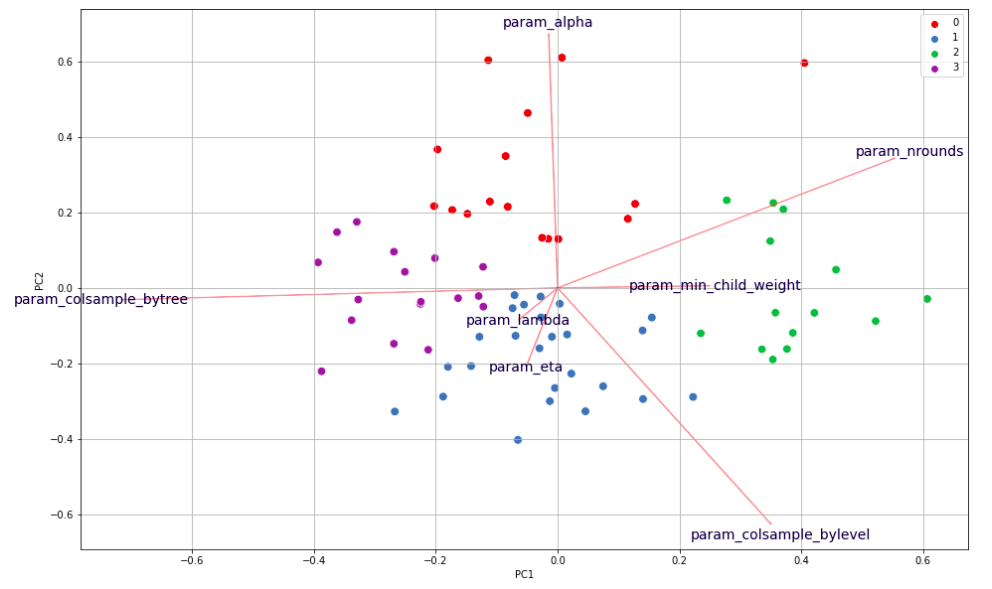 param_alpha
0
1
2
3
0.6
0.4
param_nrounds
0.2
PC2
0.0
param_min_child_weight
param_colsample_bytree
param_lambda
−0.2
param_eta
−0.4
−0.6
param_colsample_bylevel
−0.6 −0.4 −0.2 0.0 0.2 0.4 0.6
PC1